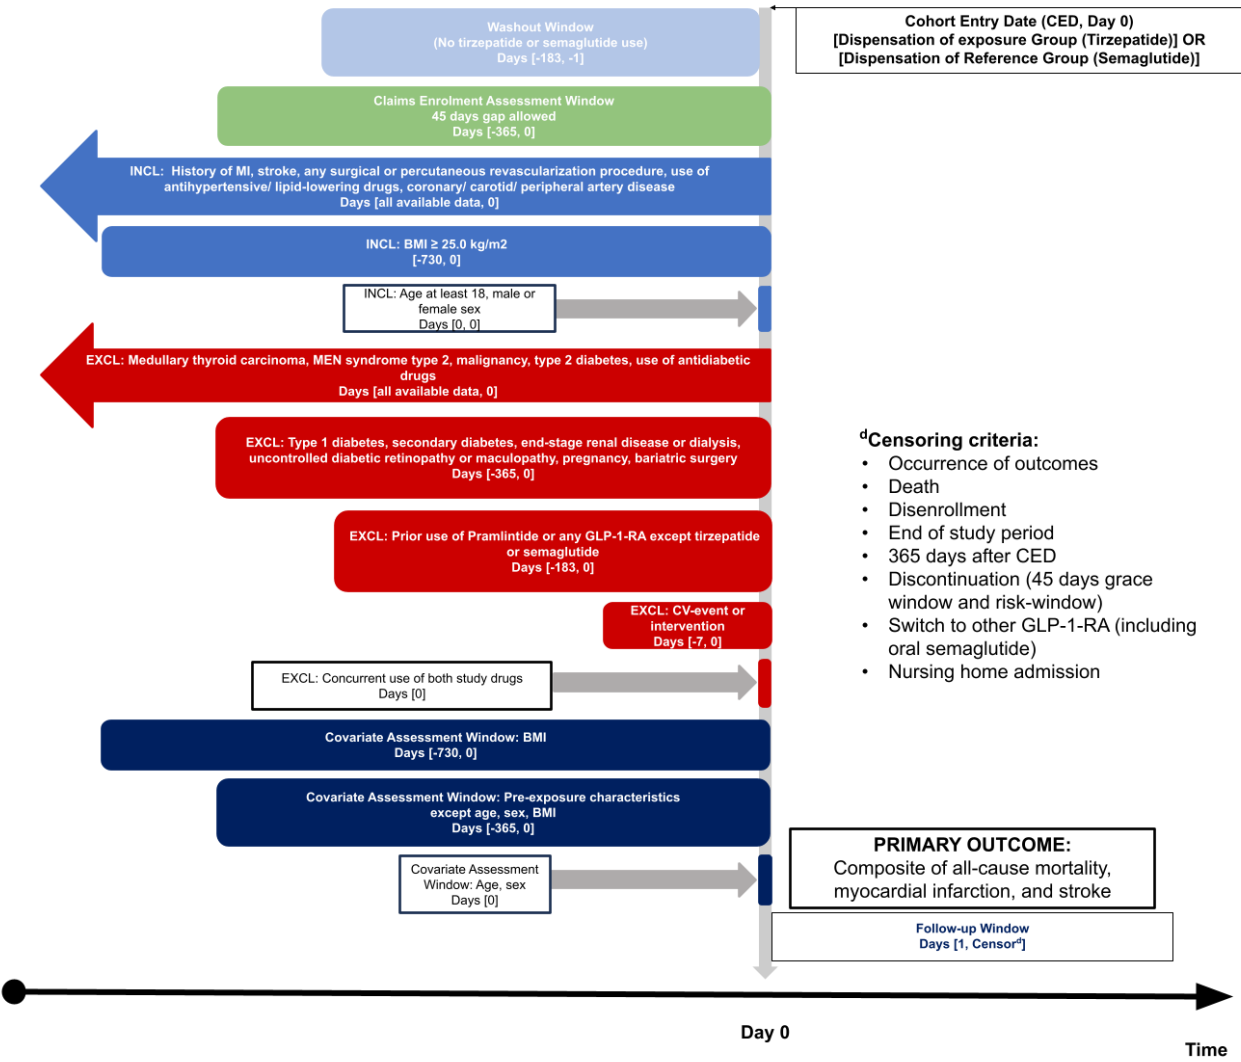 Washout Window
(No tirzepatide or semaglutide use)
Days [-183, -1]
Cohort Entry Date (CED, Day 0)
[Dispensation of exposure Group (Tirzepatide)] OR
[Dispensation of Reference Group (Semaglutide)]
Claims Enrolment Assessment Window
45 days gap allowed
Days [-365, 0]
INCL: History of MI, stroke, any surgical or percutaneous revascularization procedure, use of
antihypertensive/ lipid-lowering drugs, coronary/ carotid/ peripheral artery disease
Days [all available data, 0]
INCL: BMI ≥ 25.0 kg/m2
[-730, 0]
INCL: Age at least 18, male or
female sex
Days [0, 0]
EXCL: Medullary thyroid carcinoma, MEN syndrome type 2, malignancy, type 2 diabetes, use of antidiabetic
drugs
Days [all available data, 0]
EXCL: Type 1 diabetes, secondary diabetes, end-stage renal disease or dialysis,
uncontrolled diabetic retinopathy or maculopathy, pregnancy, bariatric surgery
Days [-365, 0]
EXCL: Prior use of Pramlintide or any GLP-1-RA except tirzepatide
or semaglutide
Days [-183, 0]
EXCL: CV-event or
intervention
Days [-7, 0]
EXCL: Concurrent use of both study drugs
Days [0]
Covariate Assessment Window: BMI
Days [-730, 0]
Covariate Assessment Window: Pre-exposure characteristics
except age, sex, BMI
Days [-365, 0]
Covariate Assessment
Window: Age, sex
Days [0]
dCensoring criteria:
• Occurrence of outcomes
• Death
• Disenrollment
• End of study period
• 365 days after CED
• Discontinuation (45 days grace
window and risk-window)
• Switch to other GLP-1-RA (including
oral semaglutide)
• Nursing home admission
PRIMARY OUTCOME:
Composite of all-cause mortality,
myocardial infarction, and stroke
Follow-up Window
Days [1, Censord]
Day 0
Time